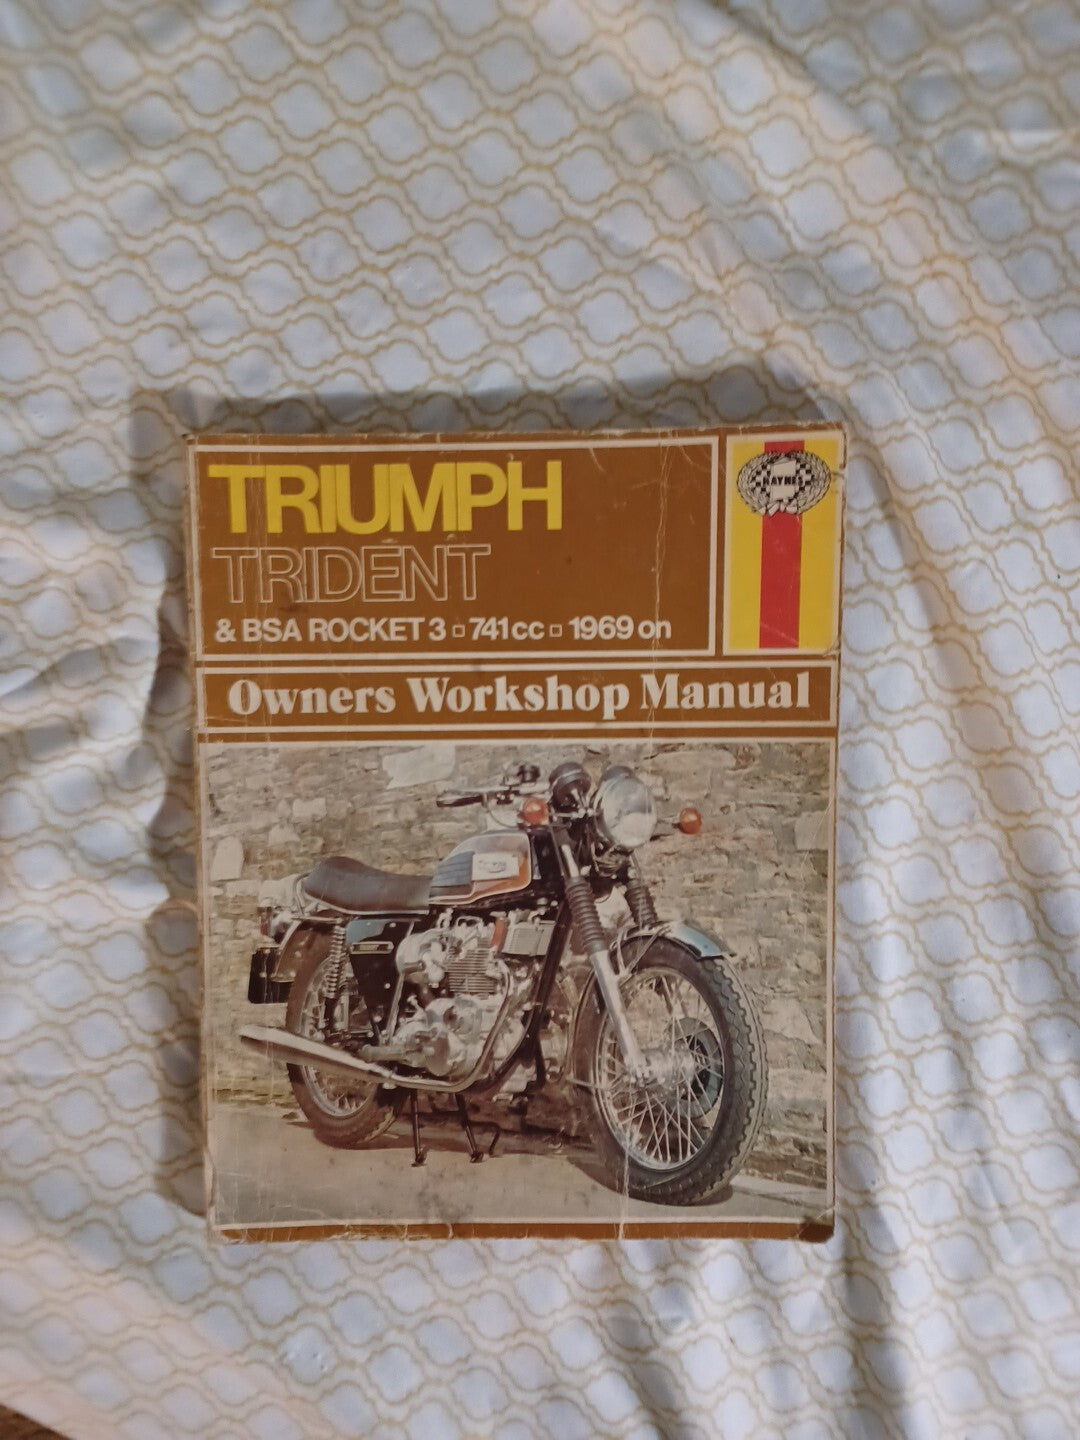 TRIUMPH
TRIDENT
& BSA ROCKET 3 ▫ 741cc ▫ 1969 on
HAYNES
Owners Workshop Manual